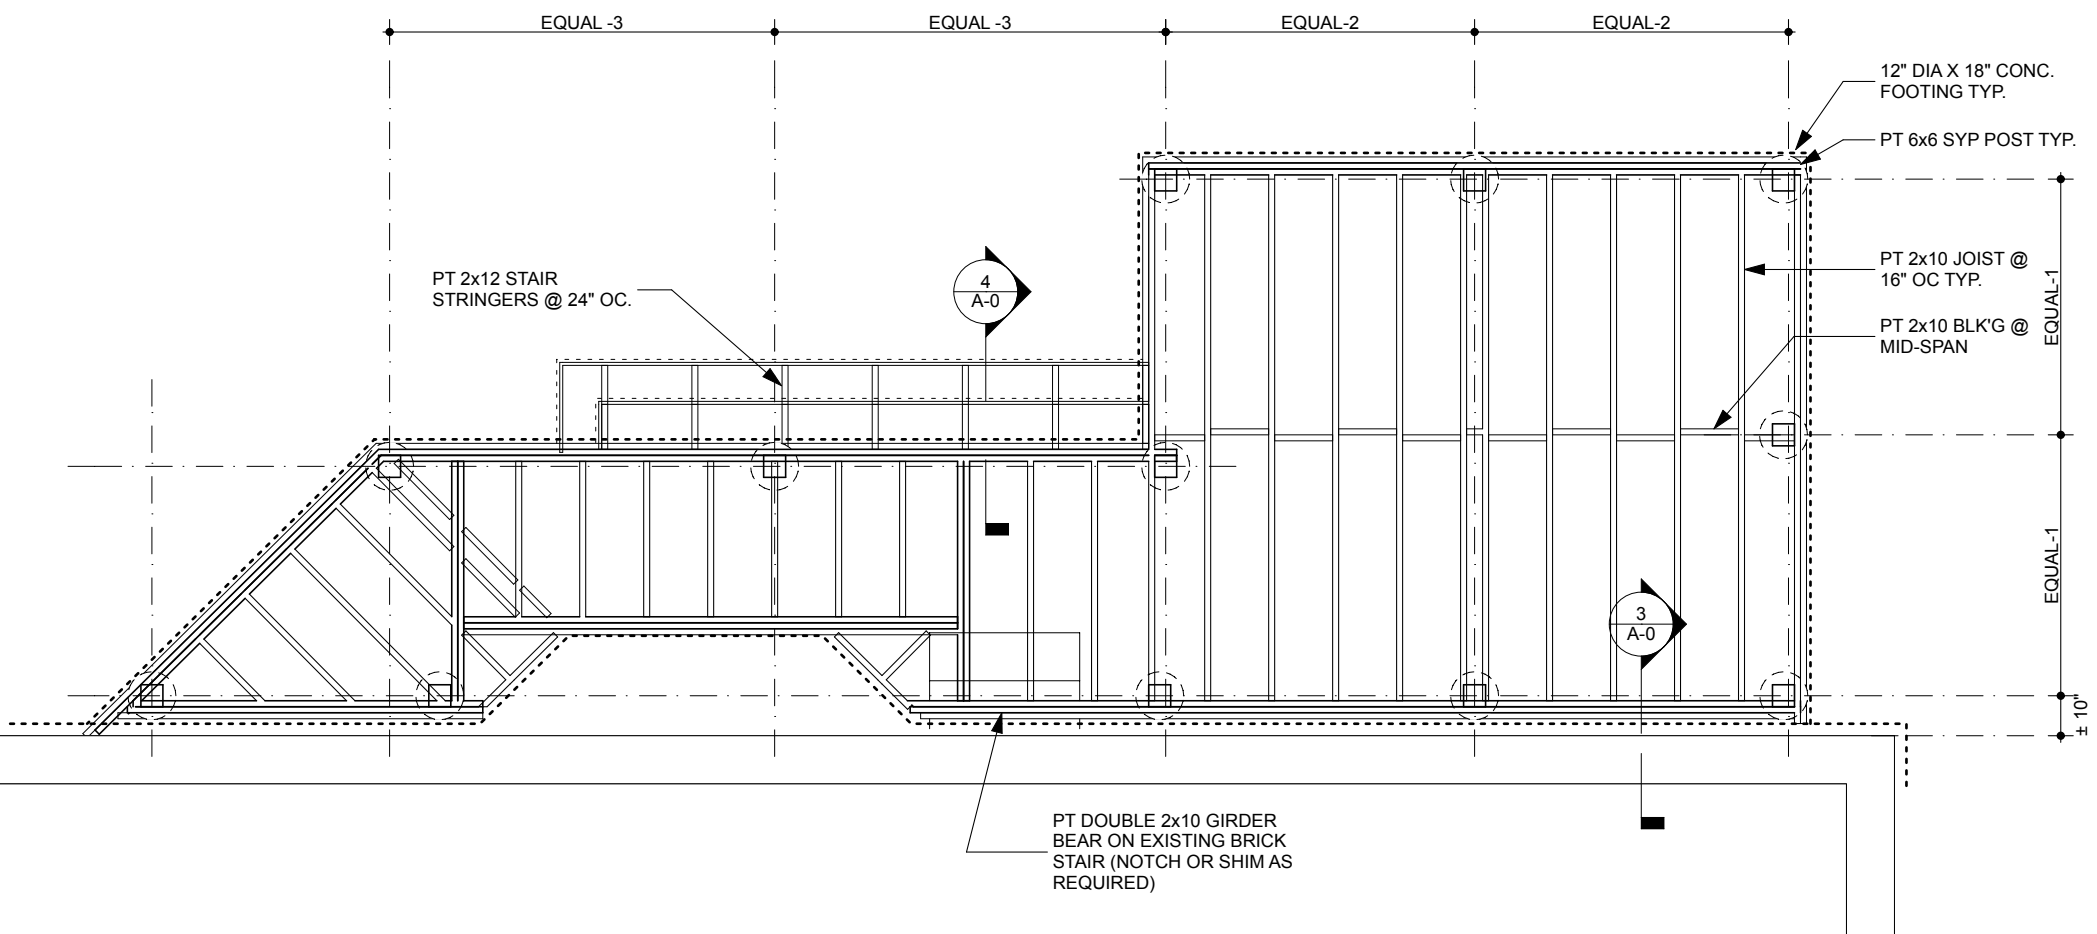 EQUAL -3
EQUAL -3
EQUAL-2
EQUAL-2
12" DIA X 18" CONC.
FOOTING TYP.
PT 6x6 SYP POST TYP.
PT 2x12 STAIR
STRINGERS @ 24" OC.
4
A-0
PT 2x10 JOIST @
16" OC TYP.
EQUAL-1
PT 2x10 BLK'G @
MID-SPAN
EQUAL-1
3
A-0
± 10"
PT DOUBLE 2x10 GIRDER
BEAR ON EXISTING BRICK
STAIR (NOTCH OR SHIM AS
REQUIRED)